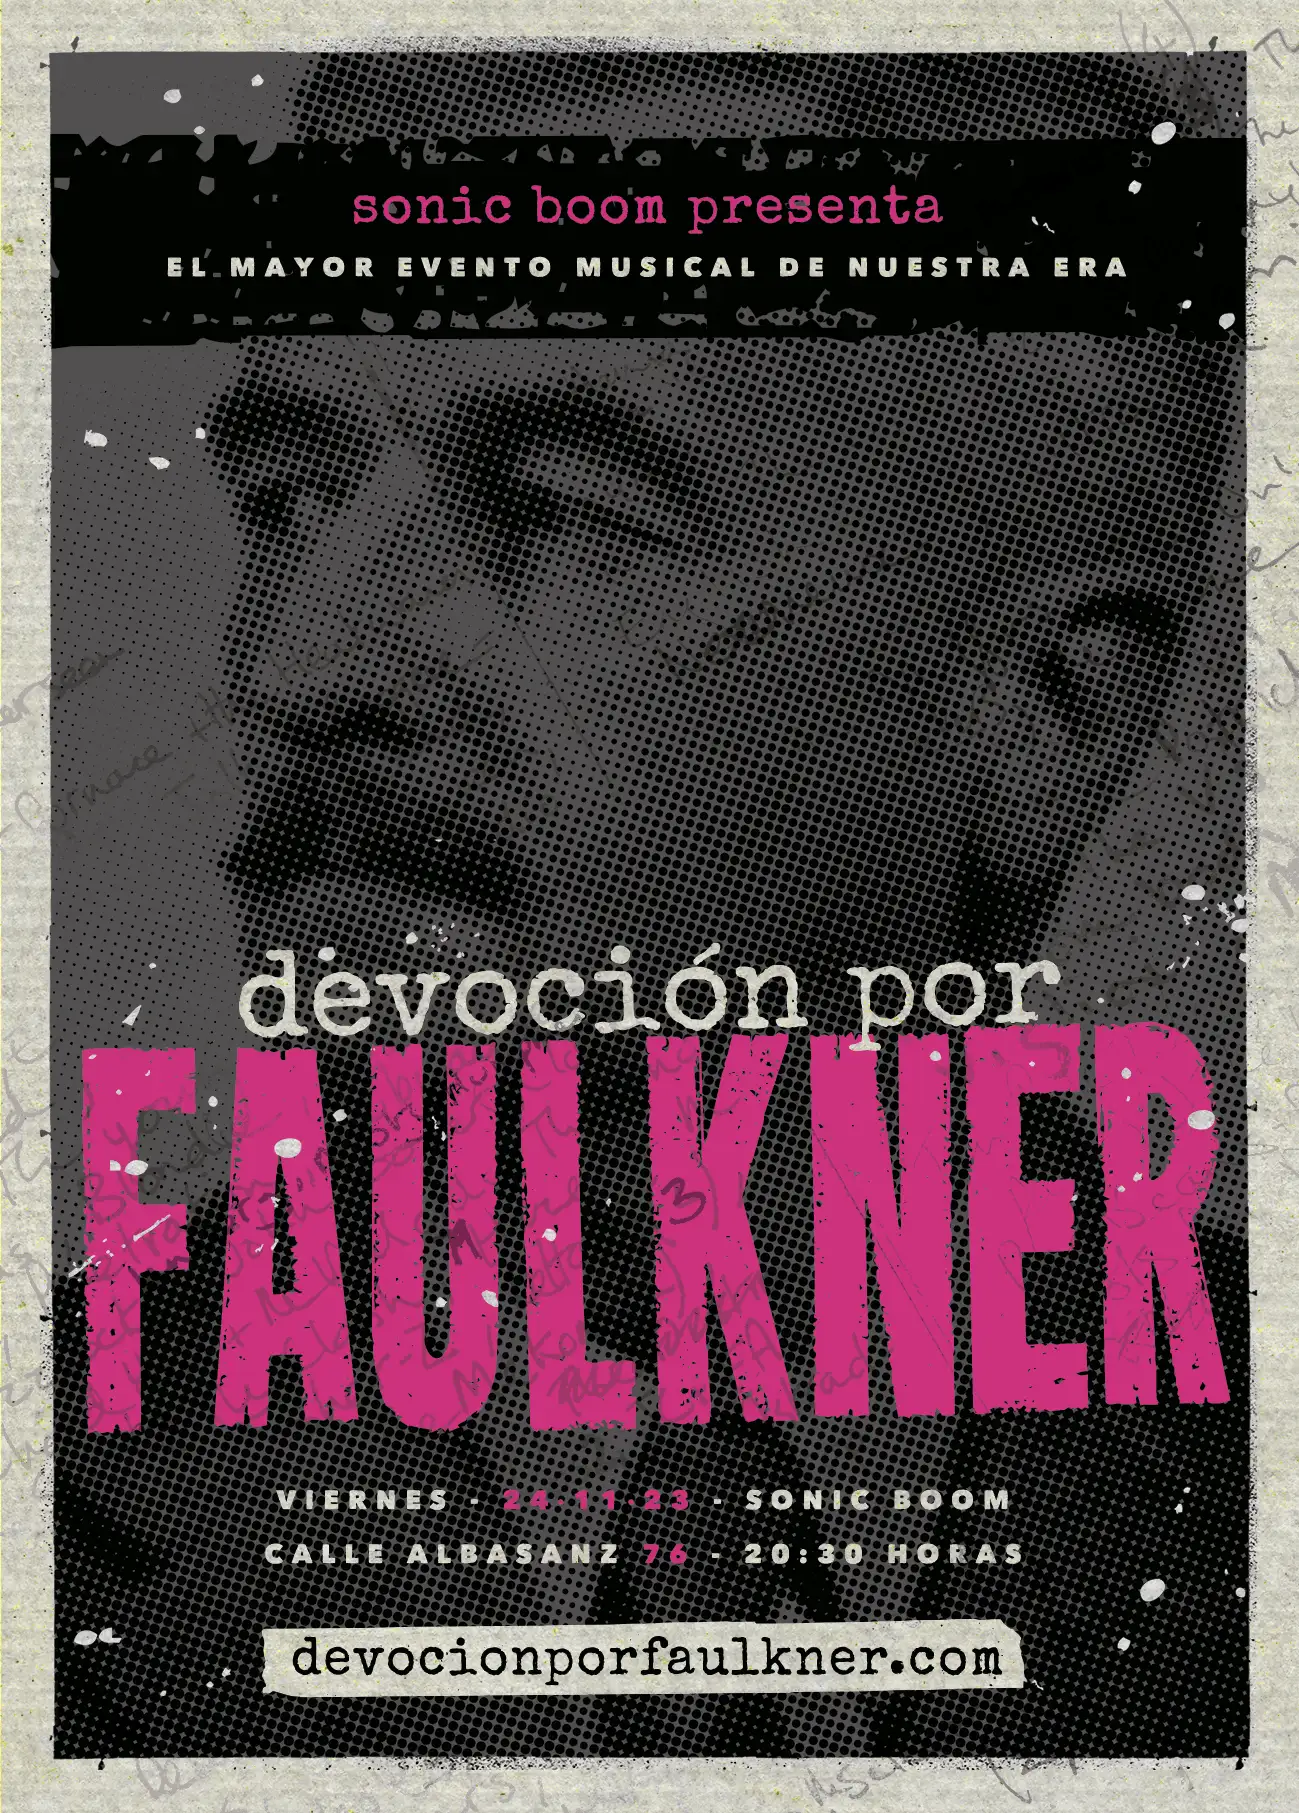 sonic boom presenta
EL MAYOR EVENTO MUSICAL DE NUESTRA ERA
devoción por
FAULKNER
VIERNES - 24·11·23 - SONIC BOOM
CALLE ALBASANZ 76 - 20:30 HORAS
devocionporfaulkner.com